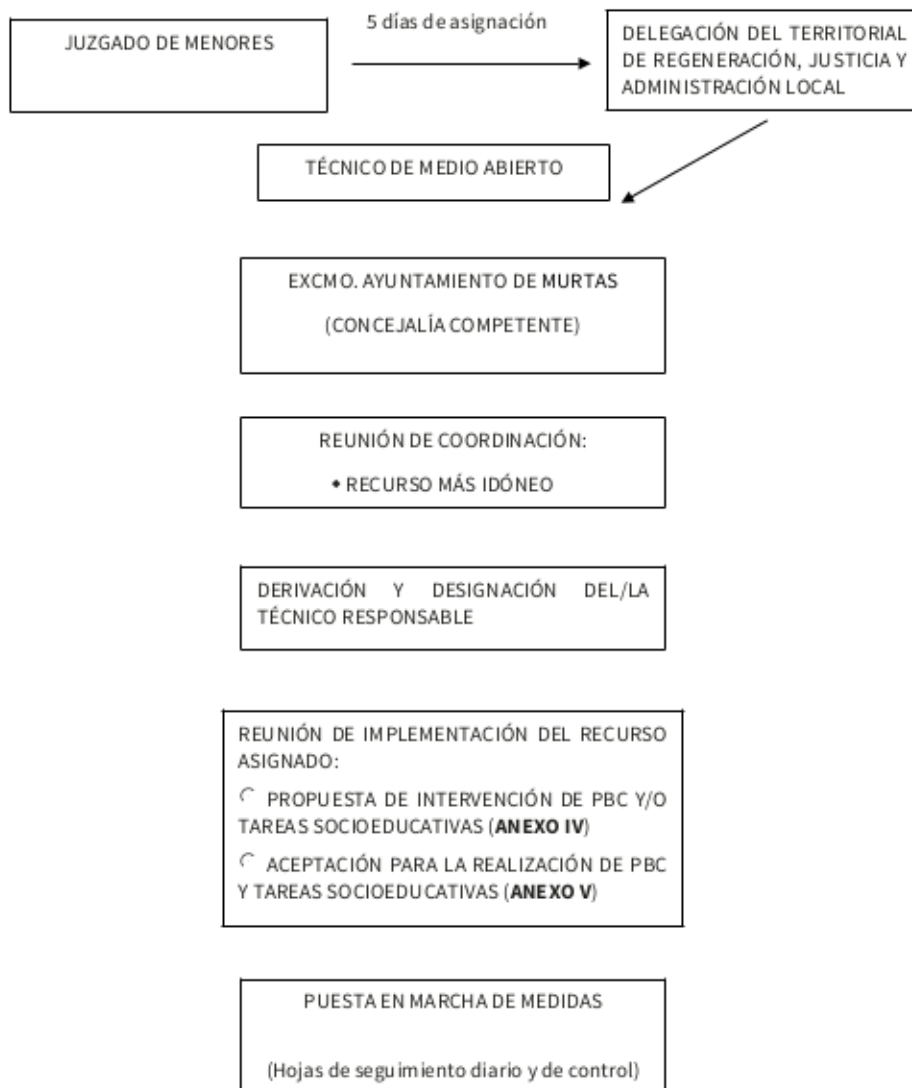 JUZGADO DE MENORES
5 días de asignación
DELEGACIÓN DEL TERRITORIAL
DE REGENERACIÓN, JUSTICIA Y
ADMINISTRACIÓN LOCAL
TÉCNICO DE MEDIO ABIERTO
EXCMO. AYUNTAMIENTO DE MURTAS
(CONCEJALÍA COMPETENTE)
REUNIÓN DE COORDINACIÓN:
• RECURSO MÁS IDÓNEO
DERIVACIÓN Y DESIGNACIÓN DEL/LA
TÉCNICO RESPONSABLE
REUNIÓN DE IMPLEMENTACIÓN DEL RECURSO
ASIGNADO:
PROPUESTA DE INTERVENCIÓN DE PBC Y/O
TAREAS SOCIOEDUCATIVAS (ANEXO IV)
ACEPTACIÓN PARA LA REALIZACIÓN DE PBC
Y TAREAS SOCIOEDUCATIVAS (ANEXO V)
PUESTA EN MARCHA DE MEDIDAS
(Hojas de seguimiento diario y de control)